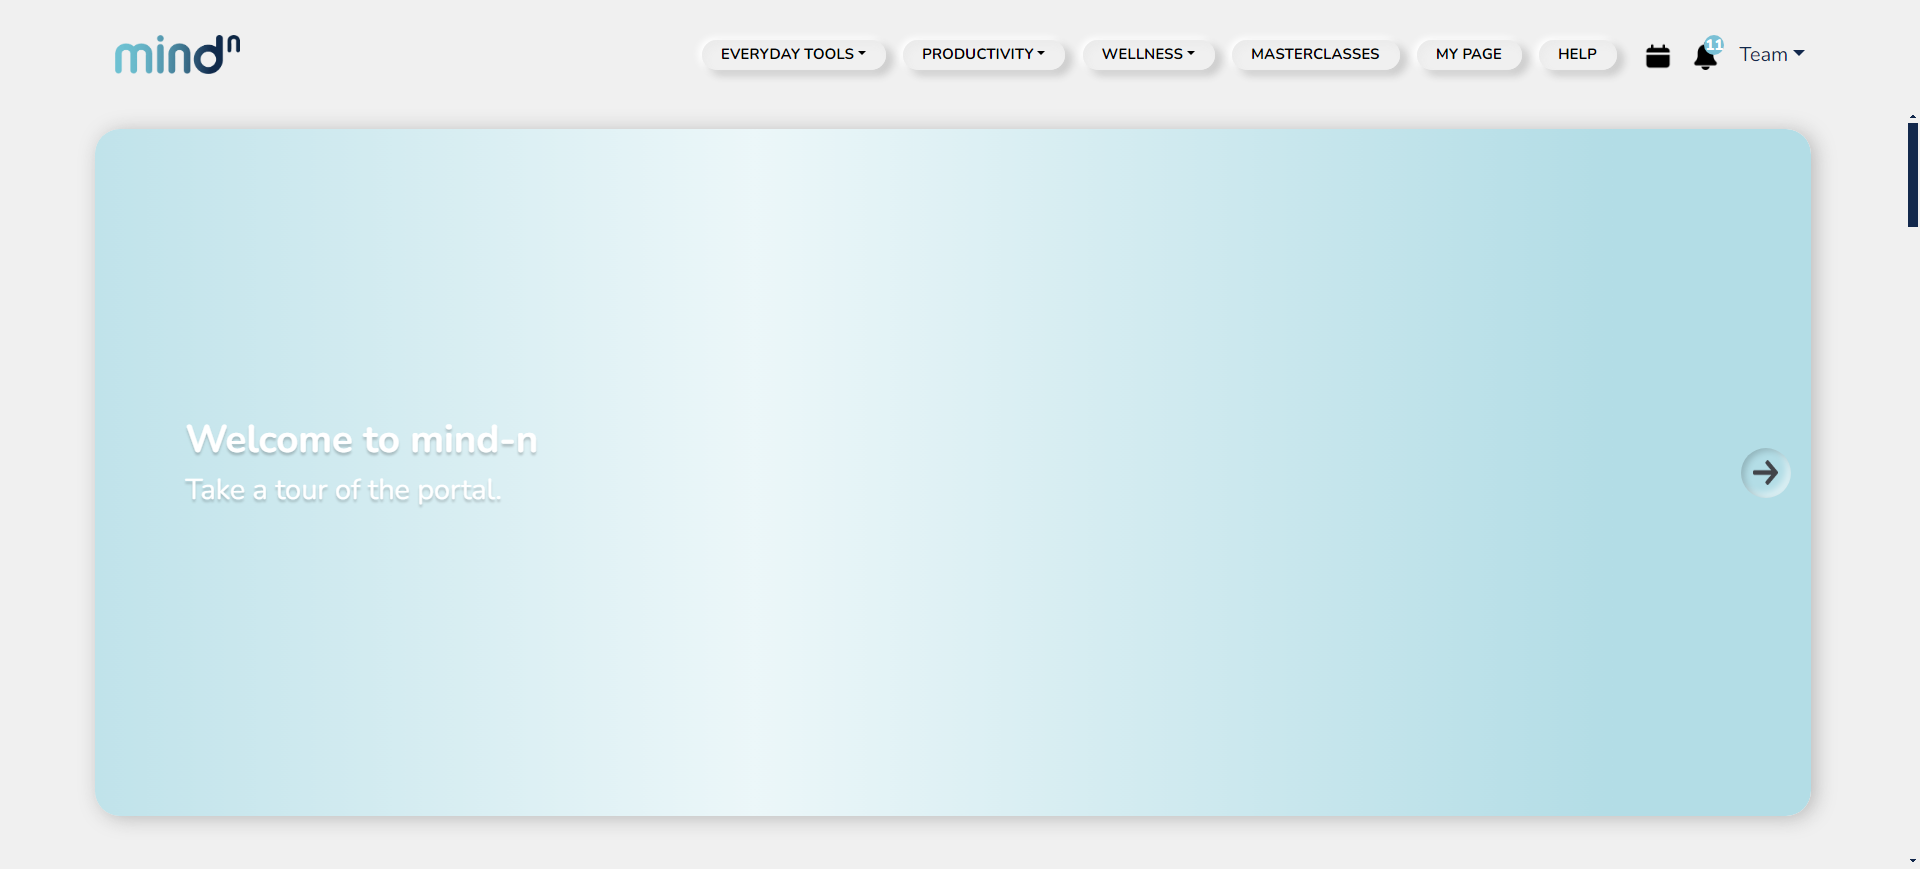 mind^n
EVERYDAY TOOLS
PRODUCTIVITY
WELLNESS
MASTERCLASSES
MY PAGE
HELP
11
Team
Welcome to mind-n
Take a tour of the portal.